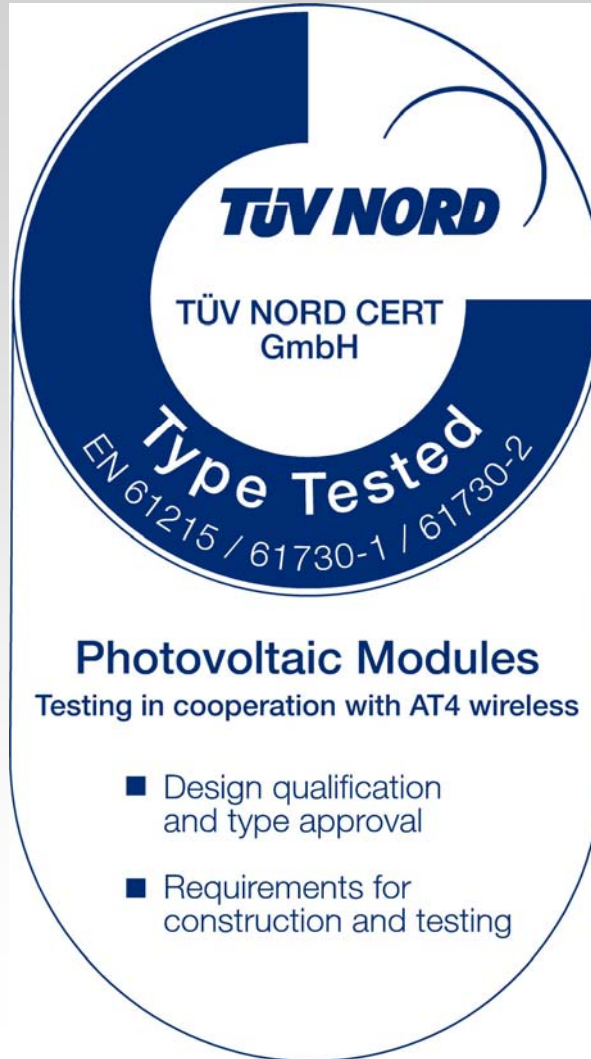 TÜV NORD
TÜV NORD CERT
GmbH
Type Tested
EN 61215 / 61730-1 / 61730-2
Photovoltaic Modules
Testing in cooperation with AT4 wireless
■ Design qualification
and type approval
■ Requirements for
construction and testing